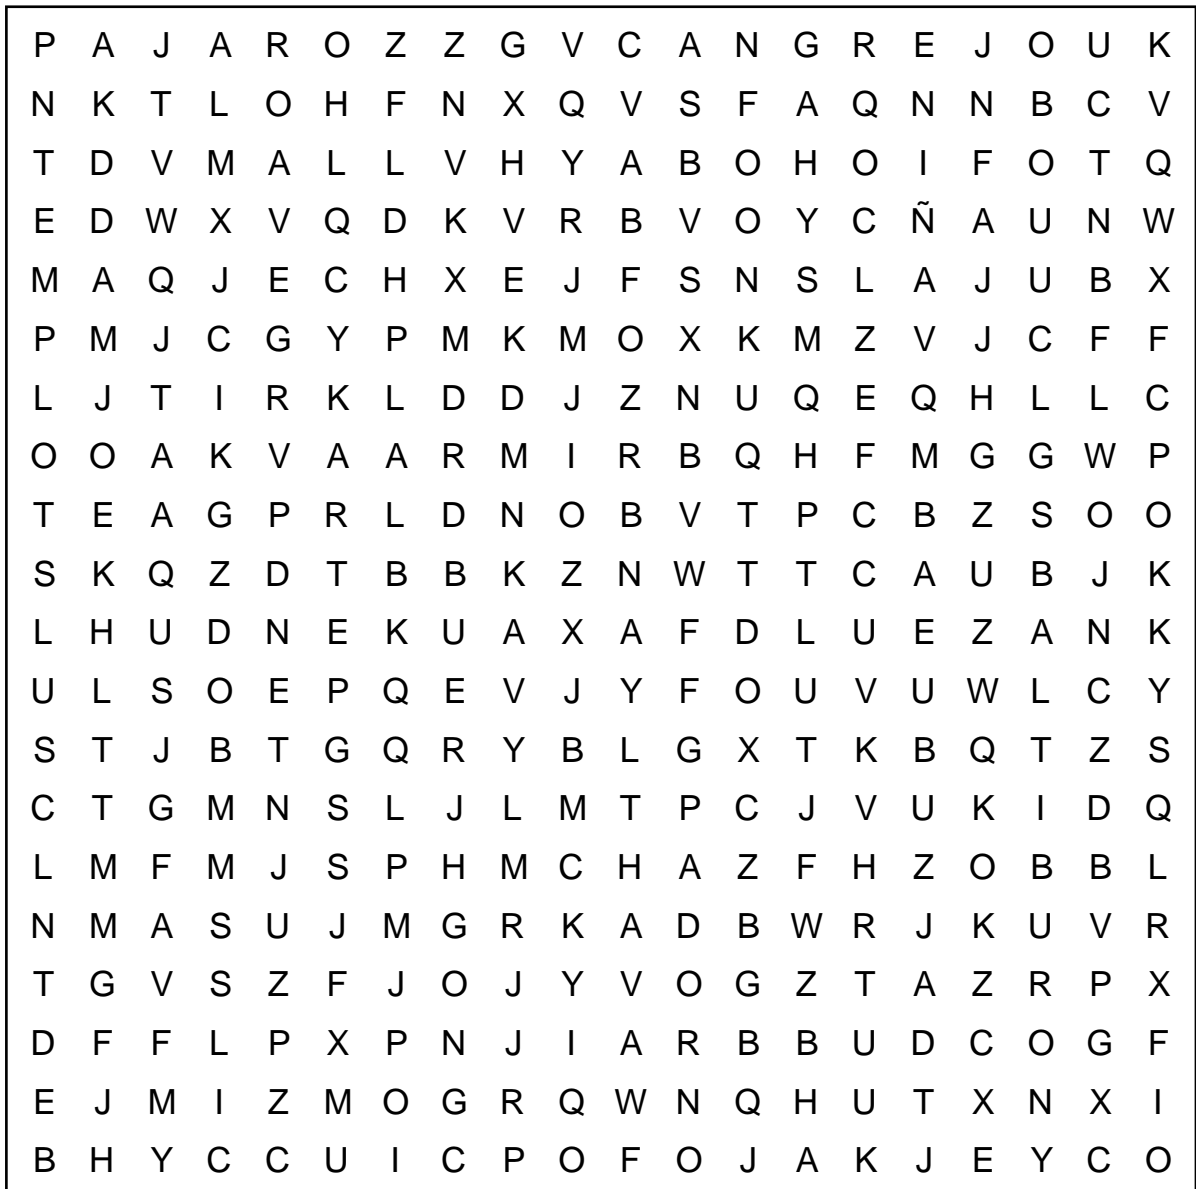 P A J A R O Z Z G V C A N G R E J O U K
N K T L O H F N X Q V S F A Q N N B C V
T D V M A L L V H Y A B O H O I F O T Q
E D W X V Q D K V R B V O Y C Ñ A U N W
M A Q J E C H X E J F S N S L A J U B X
P M J C G Y P M K M O X K M Z V J C F F
L J T I R K L D D J Z N U Q E Q H L L C
O O A K V A A R M I R B Q H F M G G W P
T E A G P R L D N O B V T P C B Z S O O
S K Q Z D T B B K Z N W T T C A U B J K
L H U D N E K U A X A F D L U E Z A N K
U L S O E P Q E V J Y F O U V U W L C Y
S T J B T G Q R Y B L G X T K B Q T Z S
C T G M N S L J L M T P C J V U K I D Q
L M F M J S P H M C H A Z F H Z O B B L
N M A S U J M G R K A D B W R J K U V R
T G V S Z F J O J Y V O G Z T A Z R P X
D F F L P X P N J I A R B B U D C O G F
E J M I Z M O G R Q W N Q H U T X N X I
B H Y C C U I C P O F O J A K J E Y C O